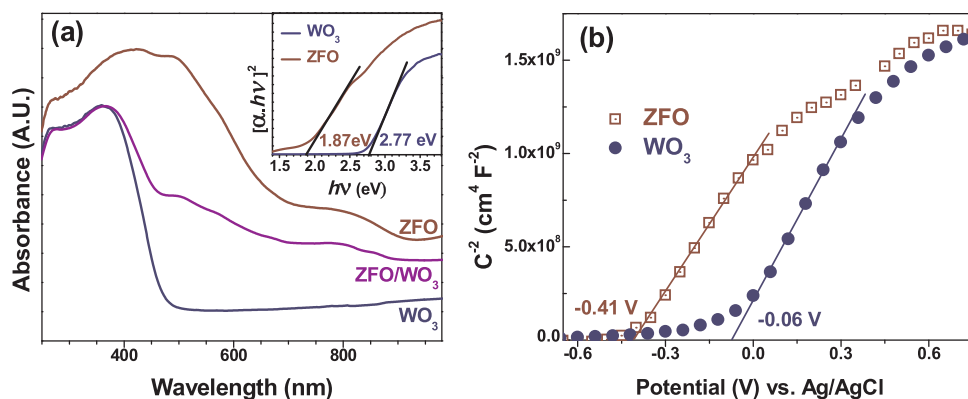 (a)
Absorbance (A.U.)
ZFO
ZFO/WO₃
WO₃
400
600
800
Wavelength (nm)
WO₃
ZFO
[α.hν]²
1.87eV
2.77 eV
1.4
2.0
2.5
3.1
3.6
hν (eV)
(b)
C⁻² (cm⁴ F⁻²)
1.5x10⁹
1.0x10⁹
5.0x10⁸
0.0
ZFO
WO₃
-0.41 V
-0.06 V
-0.6
-0.3
0.0
0.3
0.6
Potential (V) vs. Ag/AgCl